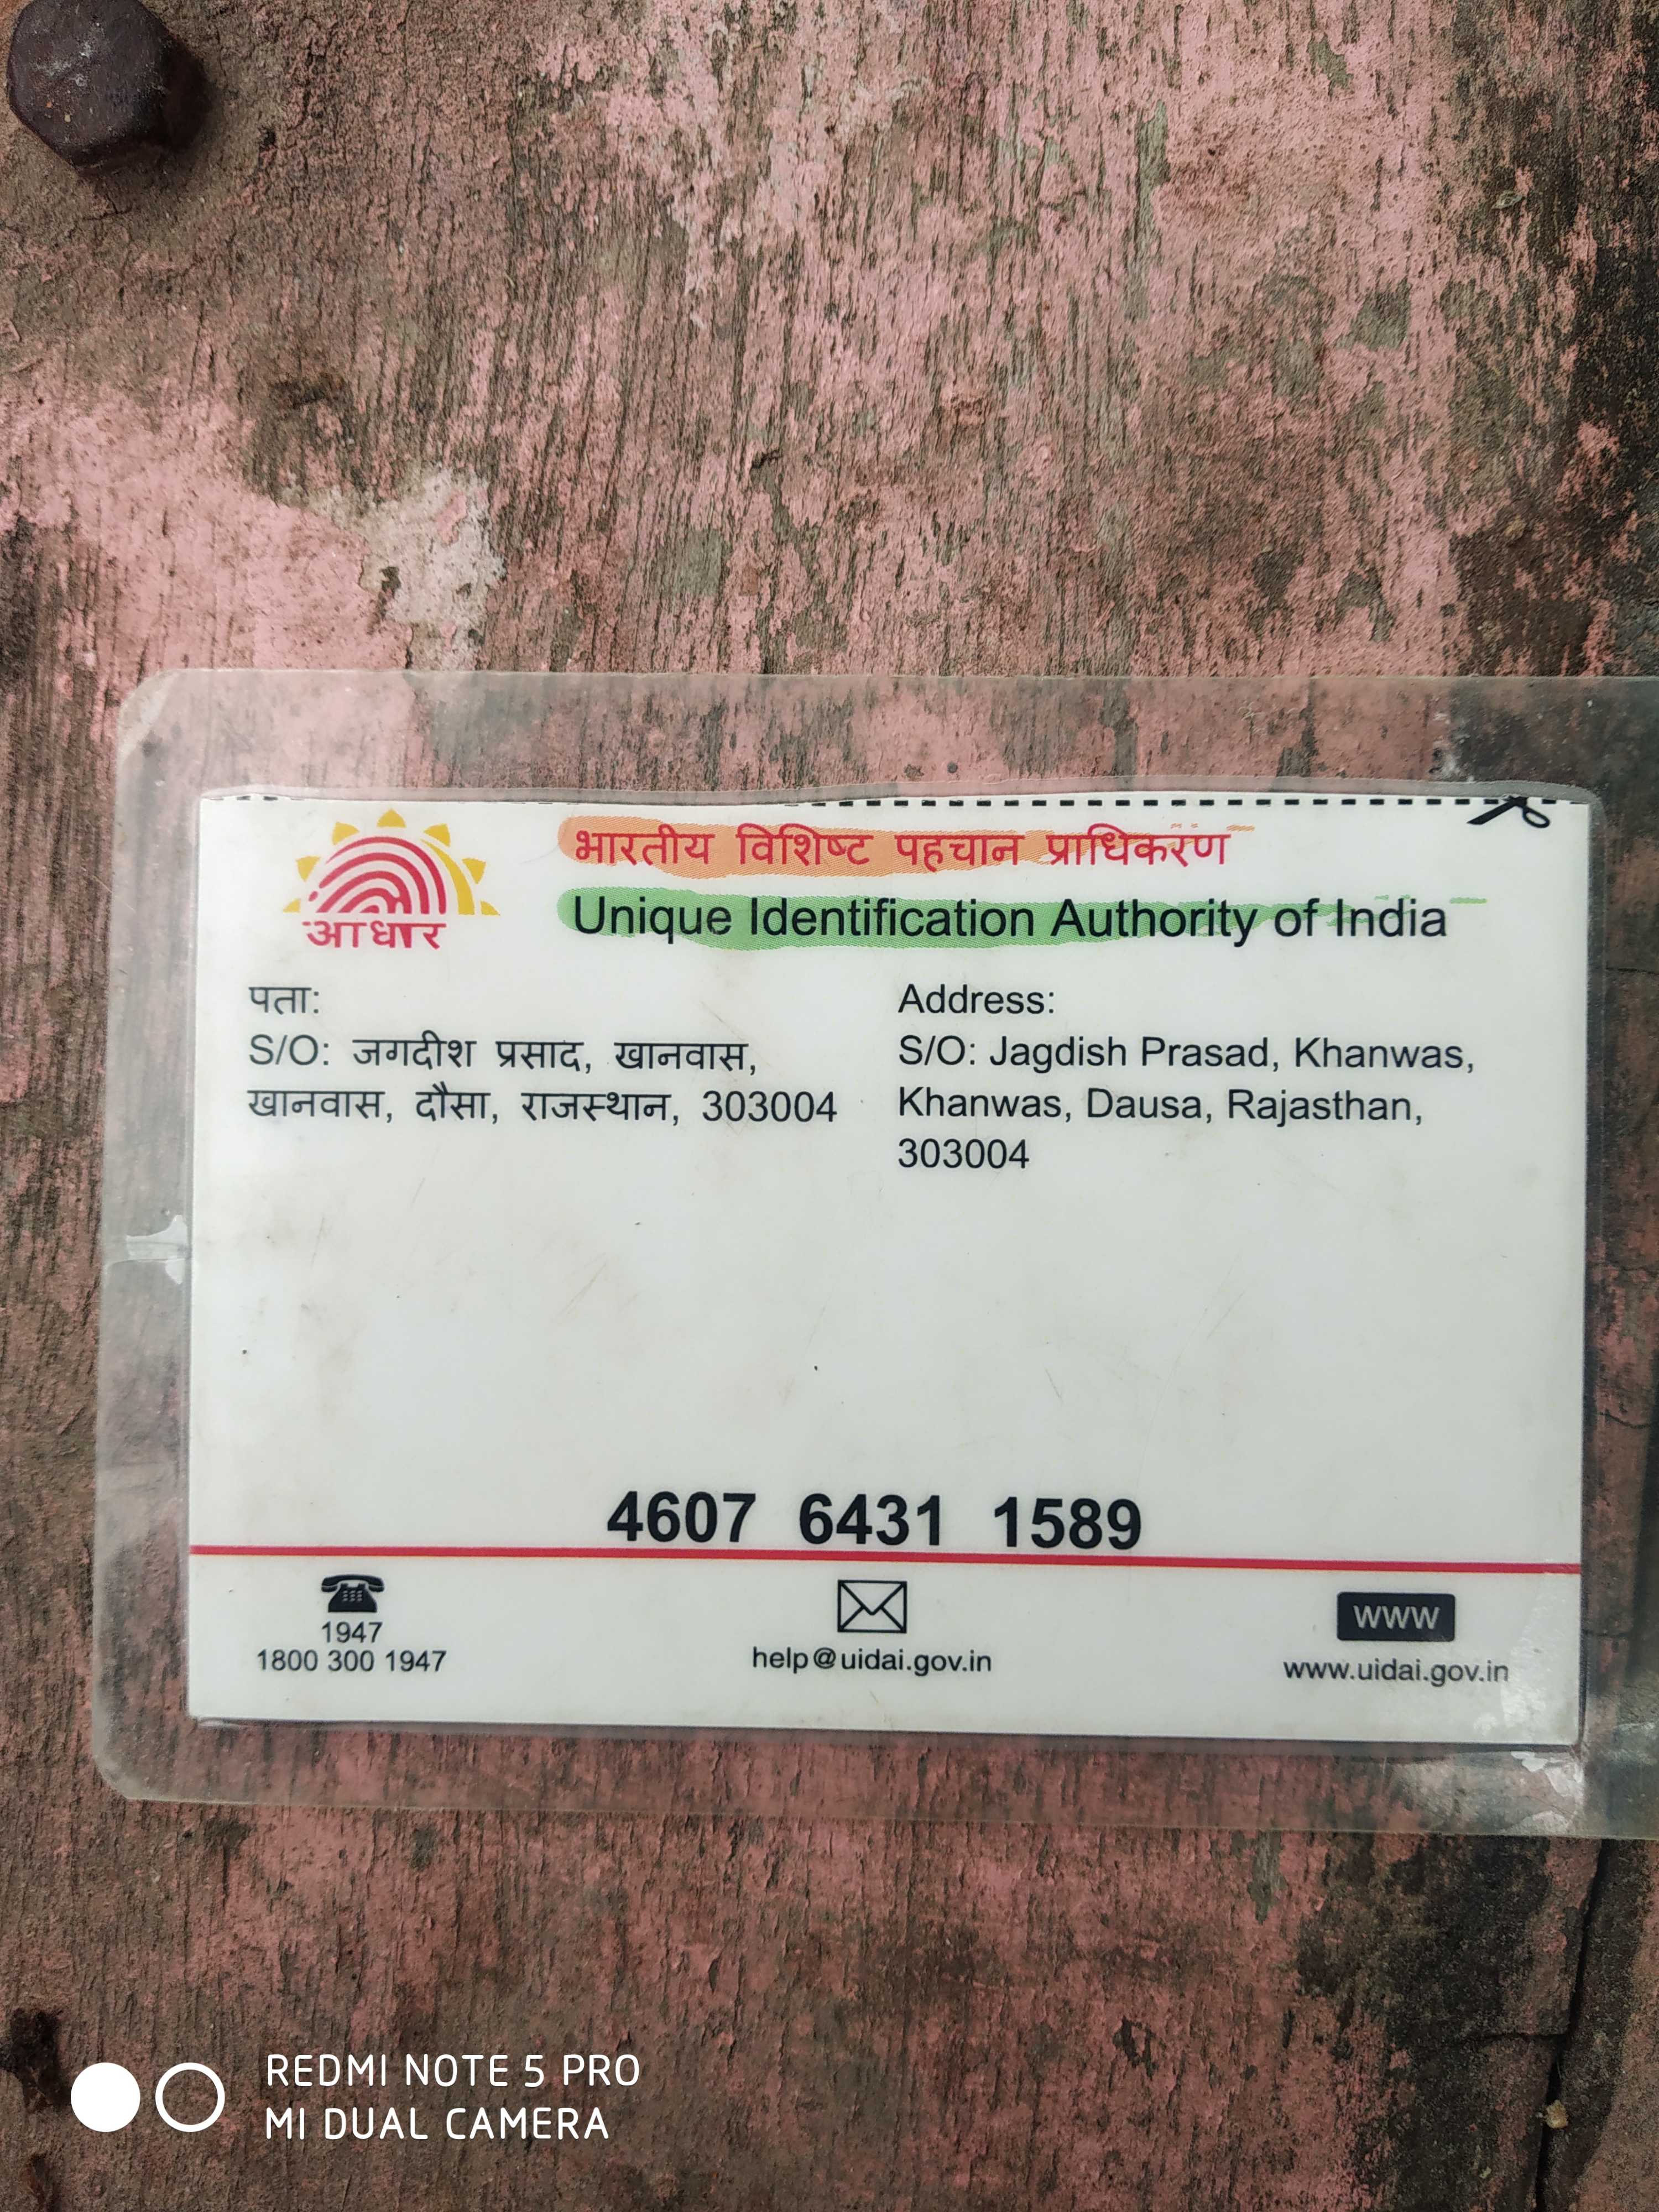 भारतीय विशिष्ट पहचान प्राधिकरण
आधार
Unique Identification Authority of India
पता:
S/O: जगदीश प्रसाद, खानवास,
खानवास, दौसा, राजस्थान, 303004
Address:
S/O: Jagdish Prasad, Khanwas,
Khanwas, Dausa, Rajasthan,
303004
4607 6431 1589
1947
1800 300 1947
help@uidai.gov.in
www
www.uidai.gov.in
REDMI NOTE 5 PRO
MI DUAL CAMERA